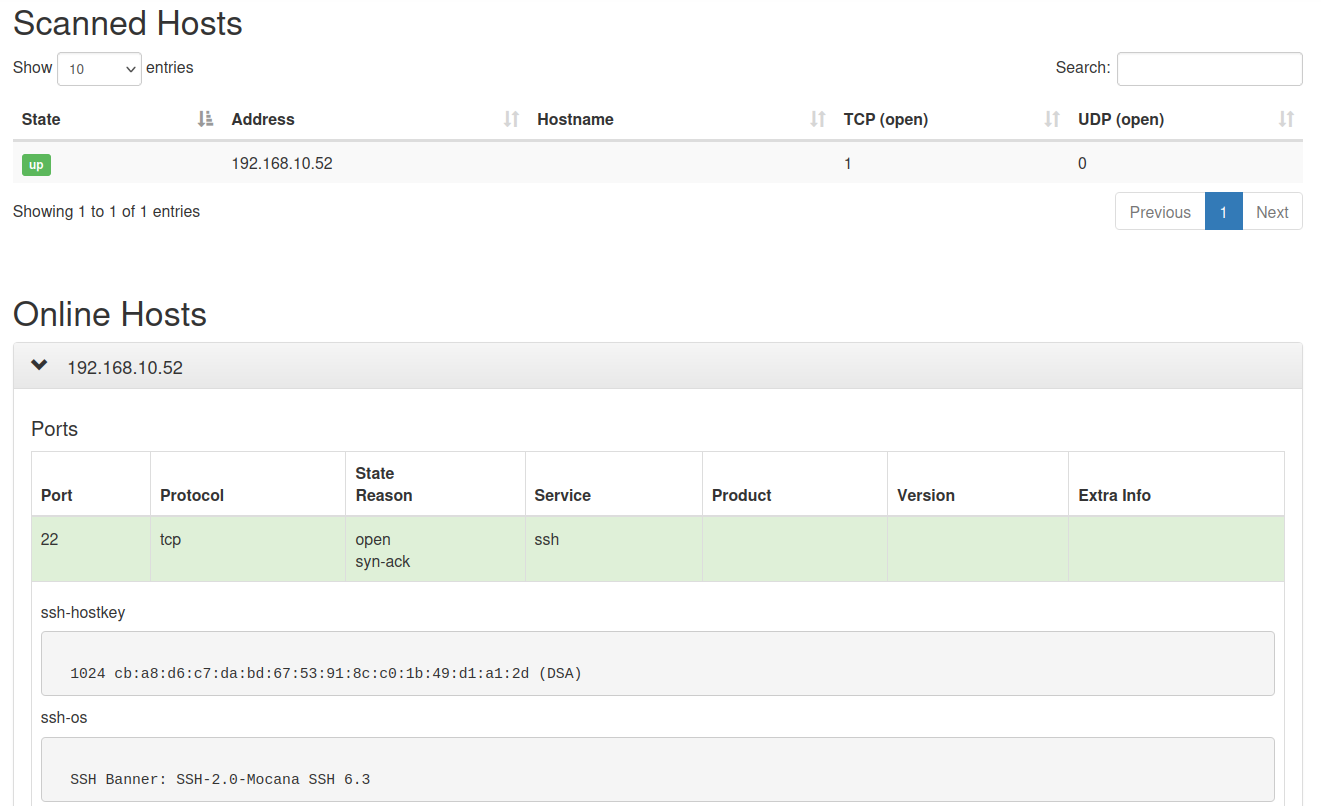 Scanned Hosts
Show 10 entries Search:
State Address Hostname TCP (open) UDP (open)
up 192.168.10.52 1 0
Showing 1 to 1 of 1 entries Previous 1 Next
Online Hosts
192.168.10.52
Ports
State
Port Protocol Reason Service Product Version Extra Info
22 tcp open ssh
syn-ack
ssh-hostkey
1024 cb:a8:d6:c7:da:bd:67:53:91:8c:c0:1b:49:d1:a1:2d (DSA)
ssh-os
SSH Banner: SSH-2.0-Mocana SSH 6.3